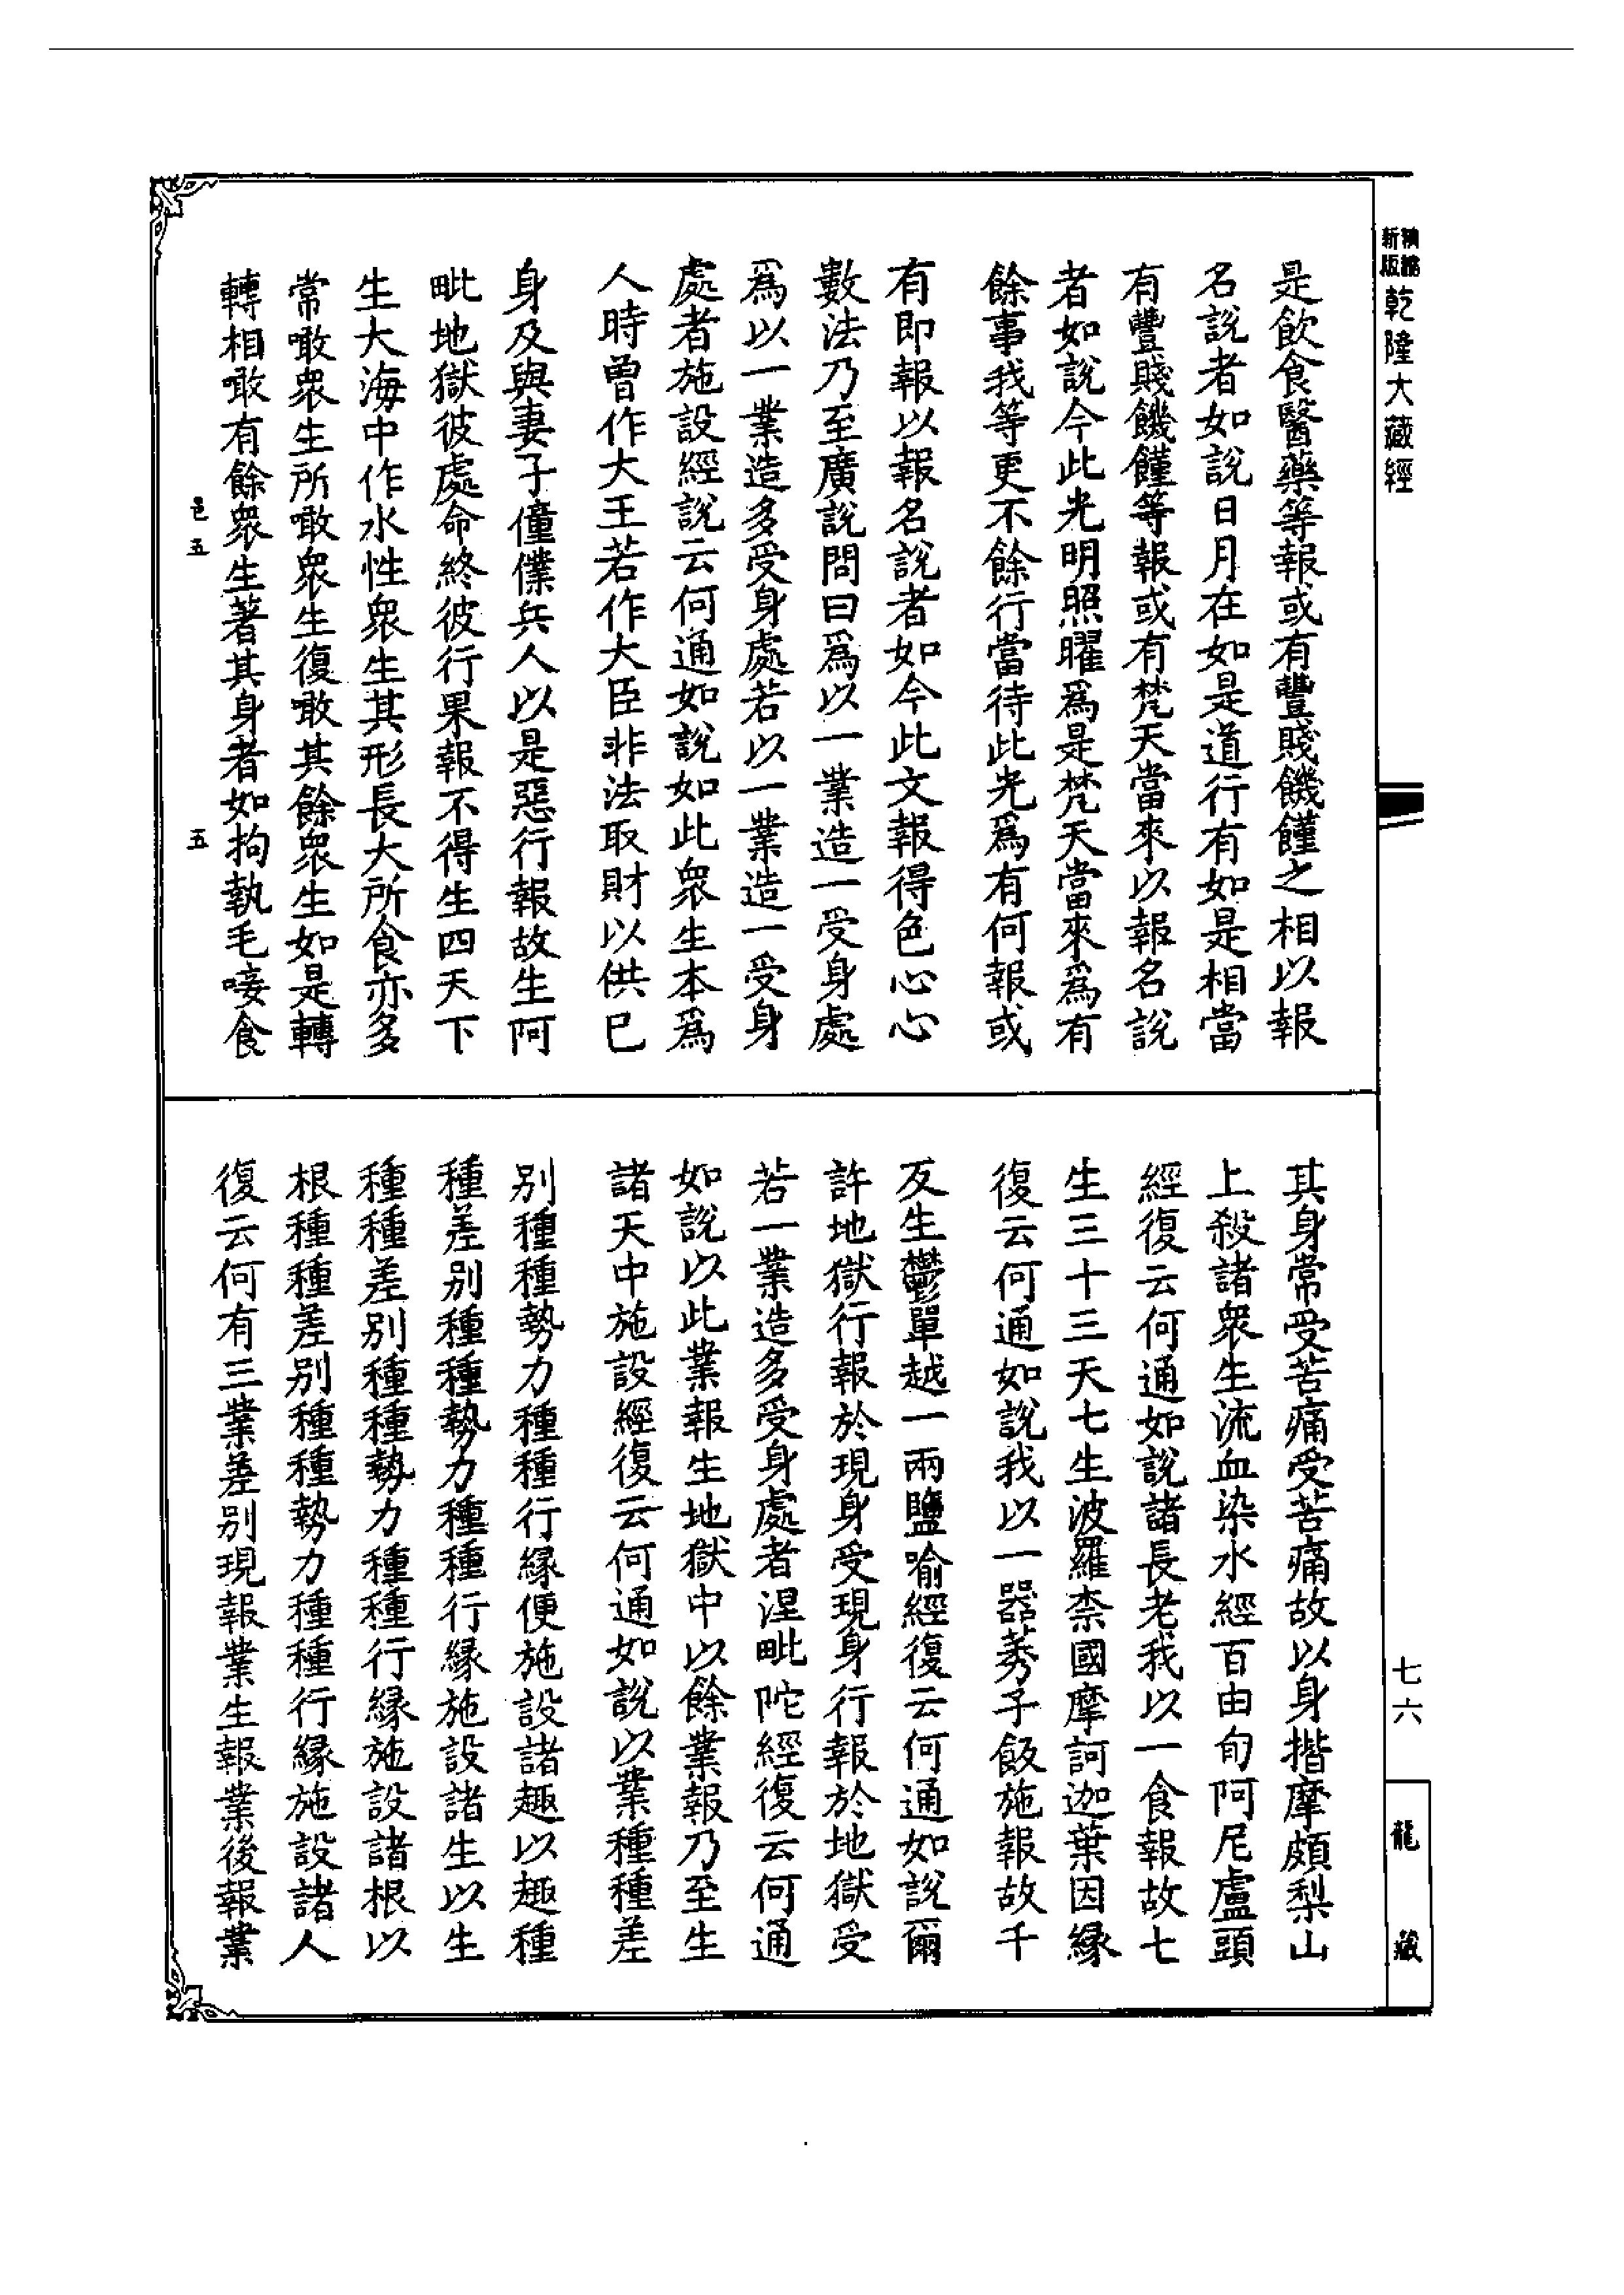 新版
精縮
乾隆大藏經
七六
龍藏
是飲食醫藥等報或有豐賤饑饉之相以報
名說者如說日月在如是道行有如是相當
有豐賤饑饉等報或有梵天當來以報名說
者如說今此光明照曜爲是梵天當來爲有
餘事我等更不餘行當待此光爲有何報或
有即報以報名說者如今此文報得色心心
數法乃至廣說問曰爲以一業造一受身處
爲以一業造多受身處若以一業造一受身
處者施設經說云何通如說如此衆生本爲
人時曾作大王若作大臣非法取財以供已
身及與妻子僮僕兵人以是惡行報故生阿
毗地獄彼處命終彼行果報不得生四天下
生大海中作水性衆生其形長大所食亦多
常噉衆生所噉衆生復噉其餘衆生如是轉
轉相噉有餘衆生著其身者如拘執毛唼食
邑五
五
其身常受苦痛受苦痛故以身揩摩頗梨山
上殺諸衆生流血染水經百由旬阿尼盧頭
經復云何通如說諸長老我以一食報故七
生三十三天七生波羅柰國摩訶迦葉因緣
復云何通如說我以一器莠子飯施報故千
反生鬱單越一兩鹽喻經復云何通如說爾
許地獄行報於現身受現身行報於地獄受
若一業造多受身處者涅毗陀經復云何通
如說以此業報生地獄中以餘業報乃至生
諸天中施設經復云何通如說以業種種差
別種種勢力種種行緣便施設諸趣以趣種
種差別種種勢力種種行緣施設諸生以生
種種差別種種勢力種種行緣施設諸根以
根種種差別種種勢力種種行緣施設諸人
復云何有三業差別現報業生報業後報業